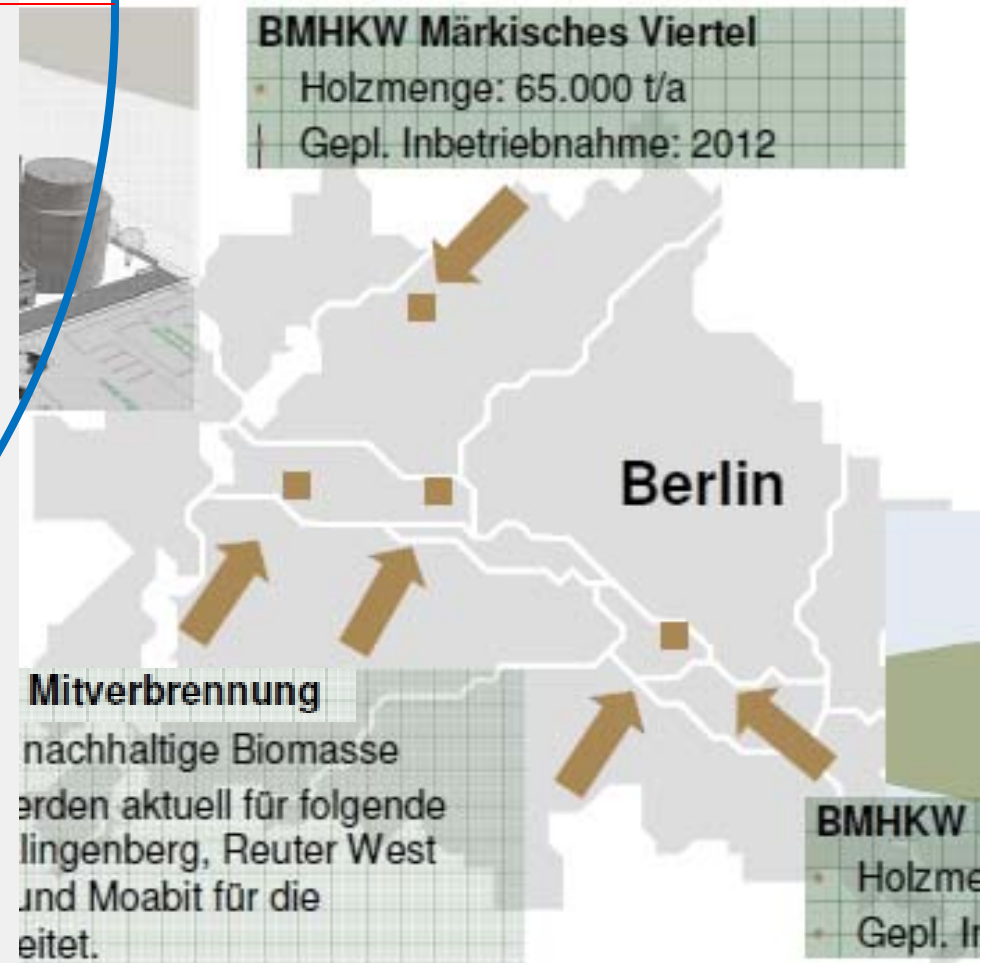 BMHKW Märkisches Viertel
Holzmenge: 65.000 t/a
Gepl. Inbetriebnahme: 2012
Berlin
Mitverbrennung
nachhaltige Biomasse
erden aktuell für folgende
lingenberg, Reuter West
und Moabit für die
eitet.
BMHKW
Holzme
Gepl. In